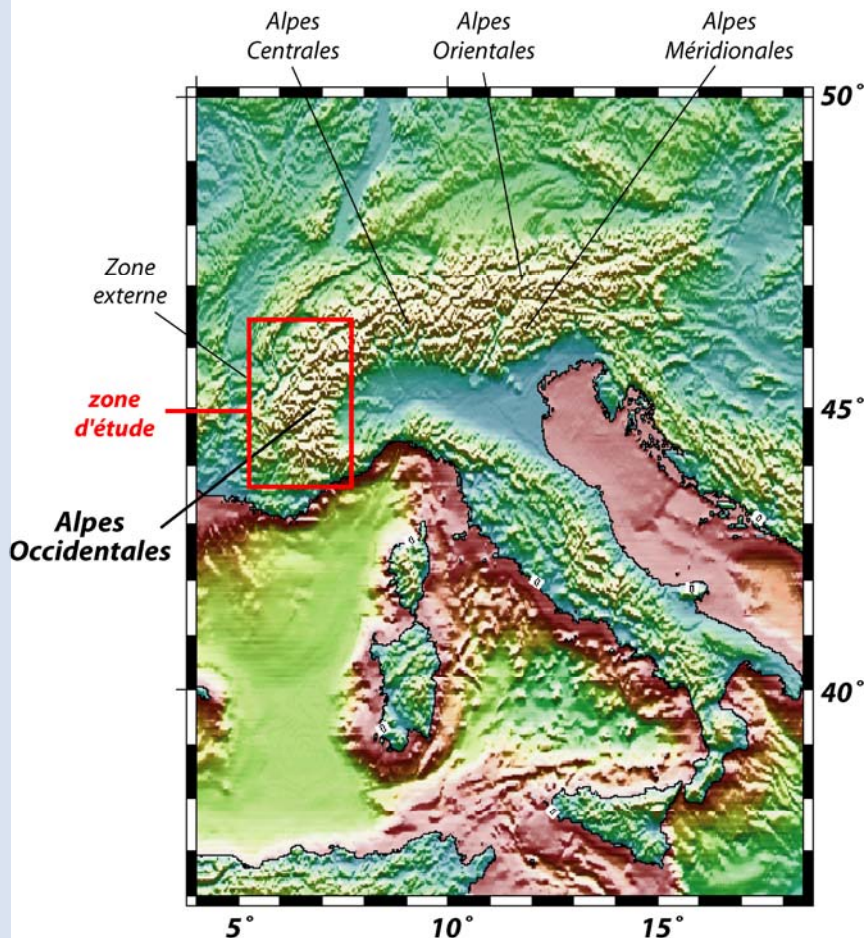 Alpes
Centrales
Alpes
Orientales
Alpes
Méridionales
50°
Zone
externe
zone
d'étude
45°
Alpes
Occidentales
40°
5°
10°
15°